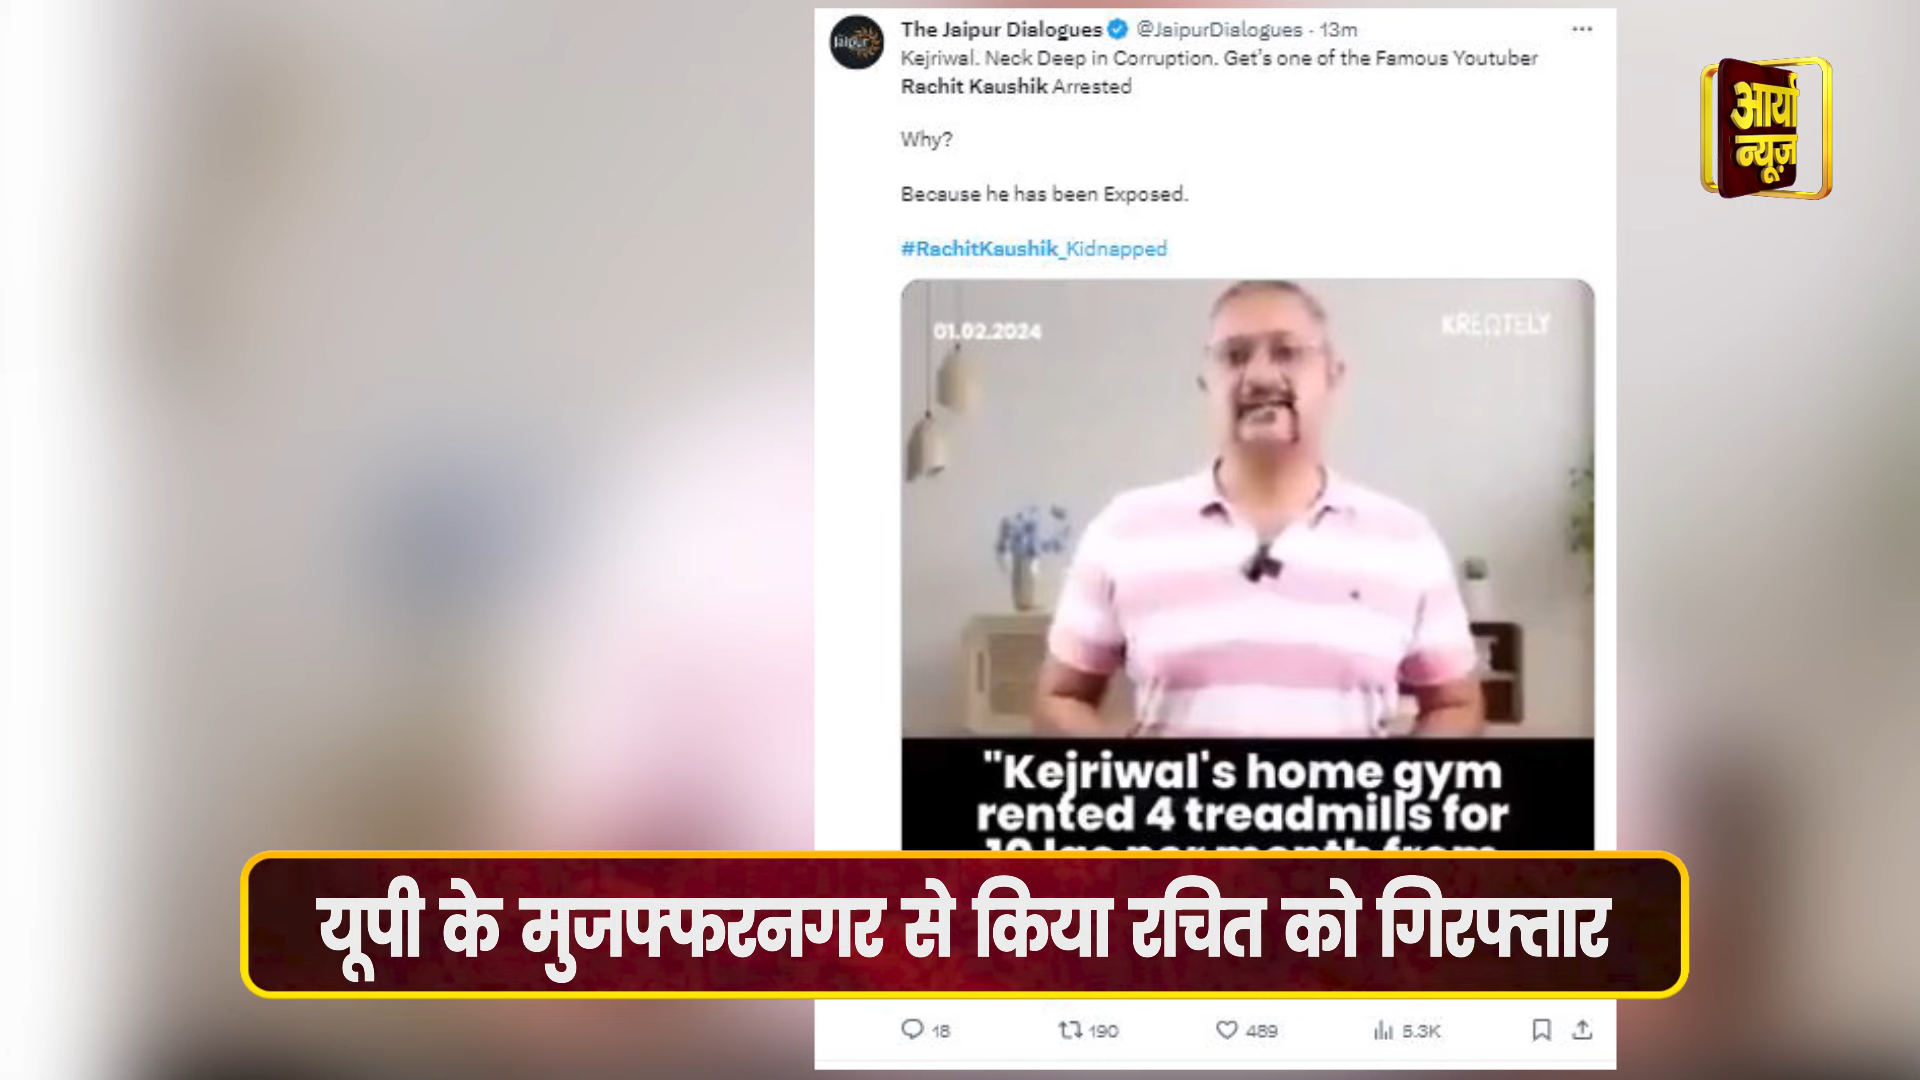 The Jaipur Dialogues @JaipurDialogues · 13m
Kejriwal. Neck Deep in Corruption. Get's one of the Famous Youtuber
Rachit Kaushik Arrested
Why?
Because he has been Exposed.
#RachitKaushik_Kidnapped
01.02.2024
KREQTELY
"Kejriwal's home gym
rented 4 treadmills for
यूपी के मुजफ्फरनगर से किया रचित को गिरफ्तार
18 190 489 5.3K
आर्या
न्यूज़